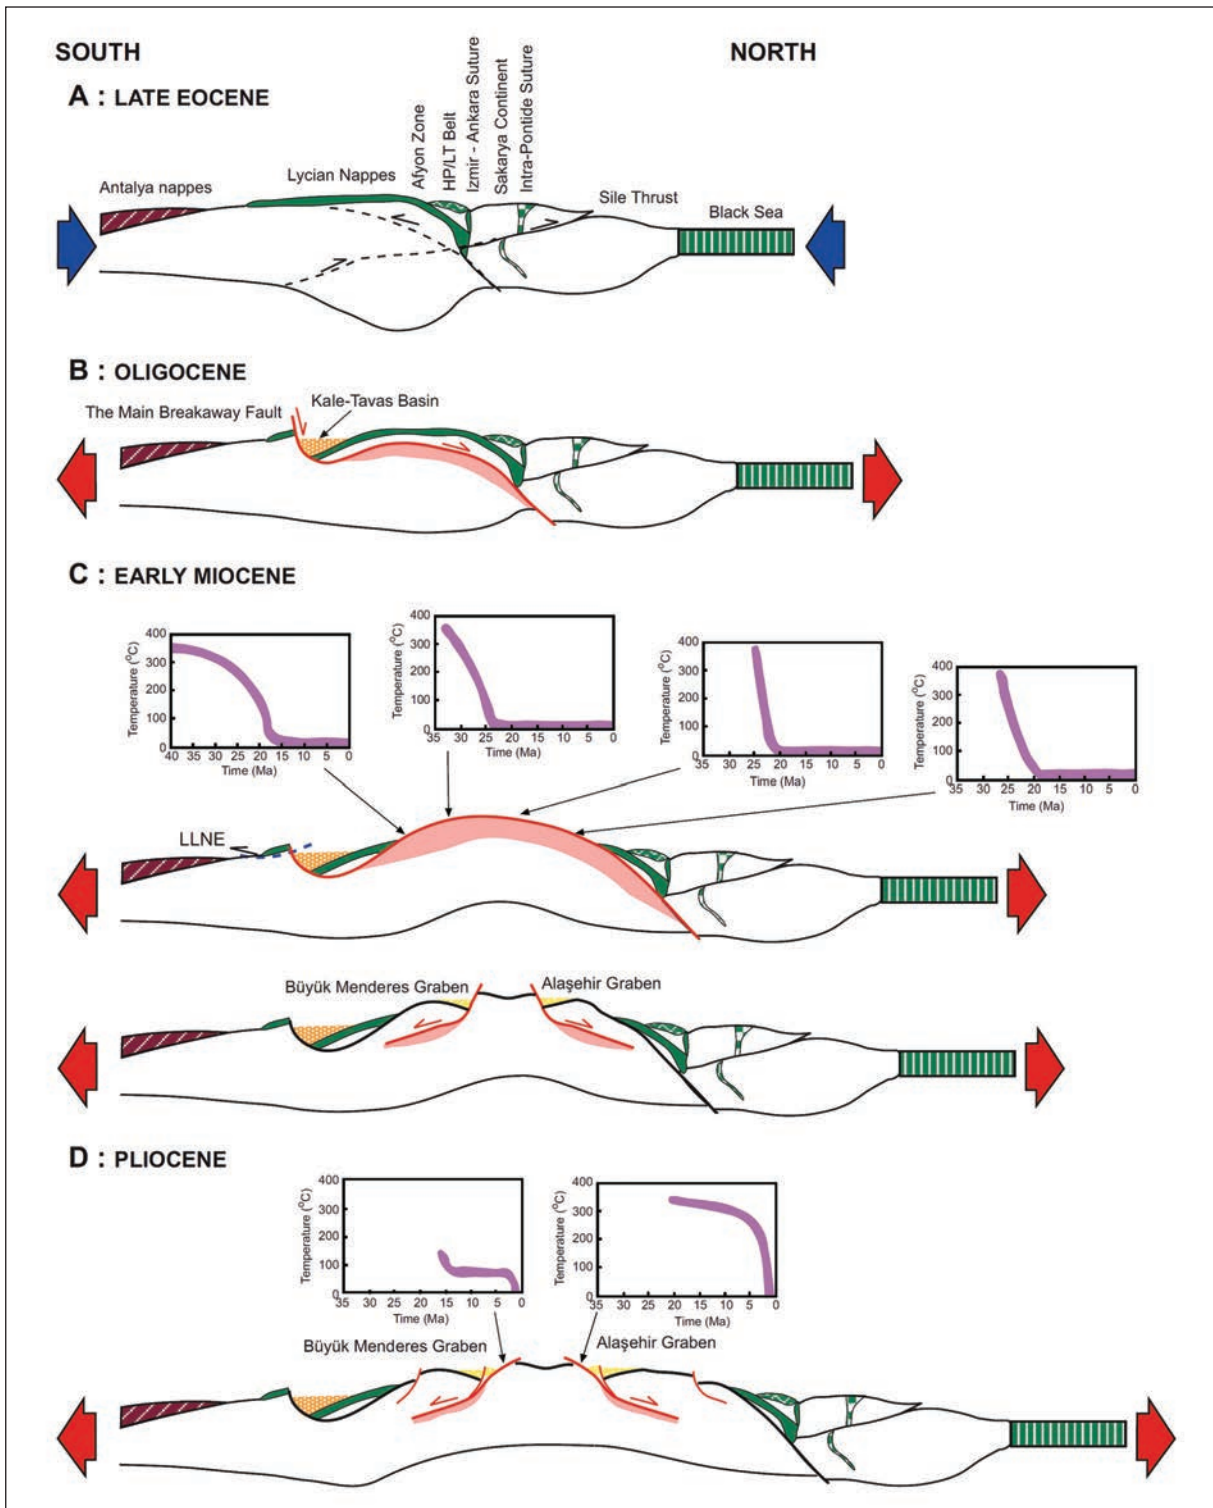 SOUTH
NORTH
A : LATE EOCENE
Afyon Zone
HP/LT Belt
Izmir - Ankara Suture
Sakarya Continent
Intra-Pontide Suture
Antalya nappes
Lycian Nappes
Sile Thrust
Black Sea
B : OLIGOCENE
The Main Breakaway Fault
Kale-Tavas Basin
C : EARLY MIOCENE
Temperature (°C)
400
300
200
100
0
40 35 30 25 20 15 10 5 0
Time (Ma)
Temperature (°C)
400
300
200
100
0
35 30 25 20 15 10 5 0
Time (Ma)
Temperature (°C)
400
300
200
100
0
35 30 25 20 15 10 5 0
Time (Ma)
Temperature (°C)
400
300
200
100
0
35 30 25 20 15 10 5 0
Time (Ma)
LLNE
Büyük Menderes Graben
Alaşehir Graben
D : PLIOCENE
Temperature (°C)
400
300
200
100
0
35 30 25 20 15 10 5 0
Time (Ma)
Temperature (°C)
400
300
200
100
0
35 30 25 20 15 10 5 0
Time (Ma)
Büyük Menderes Graben
Alaşehir Graben